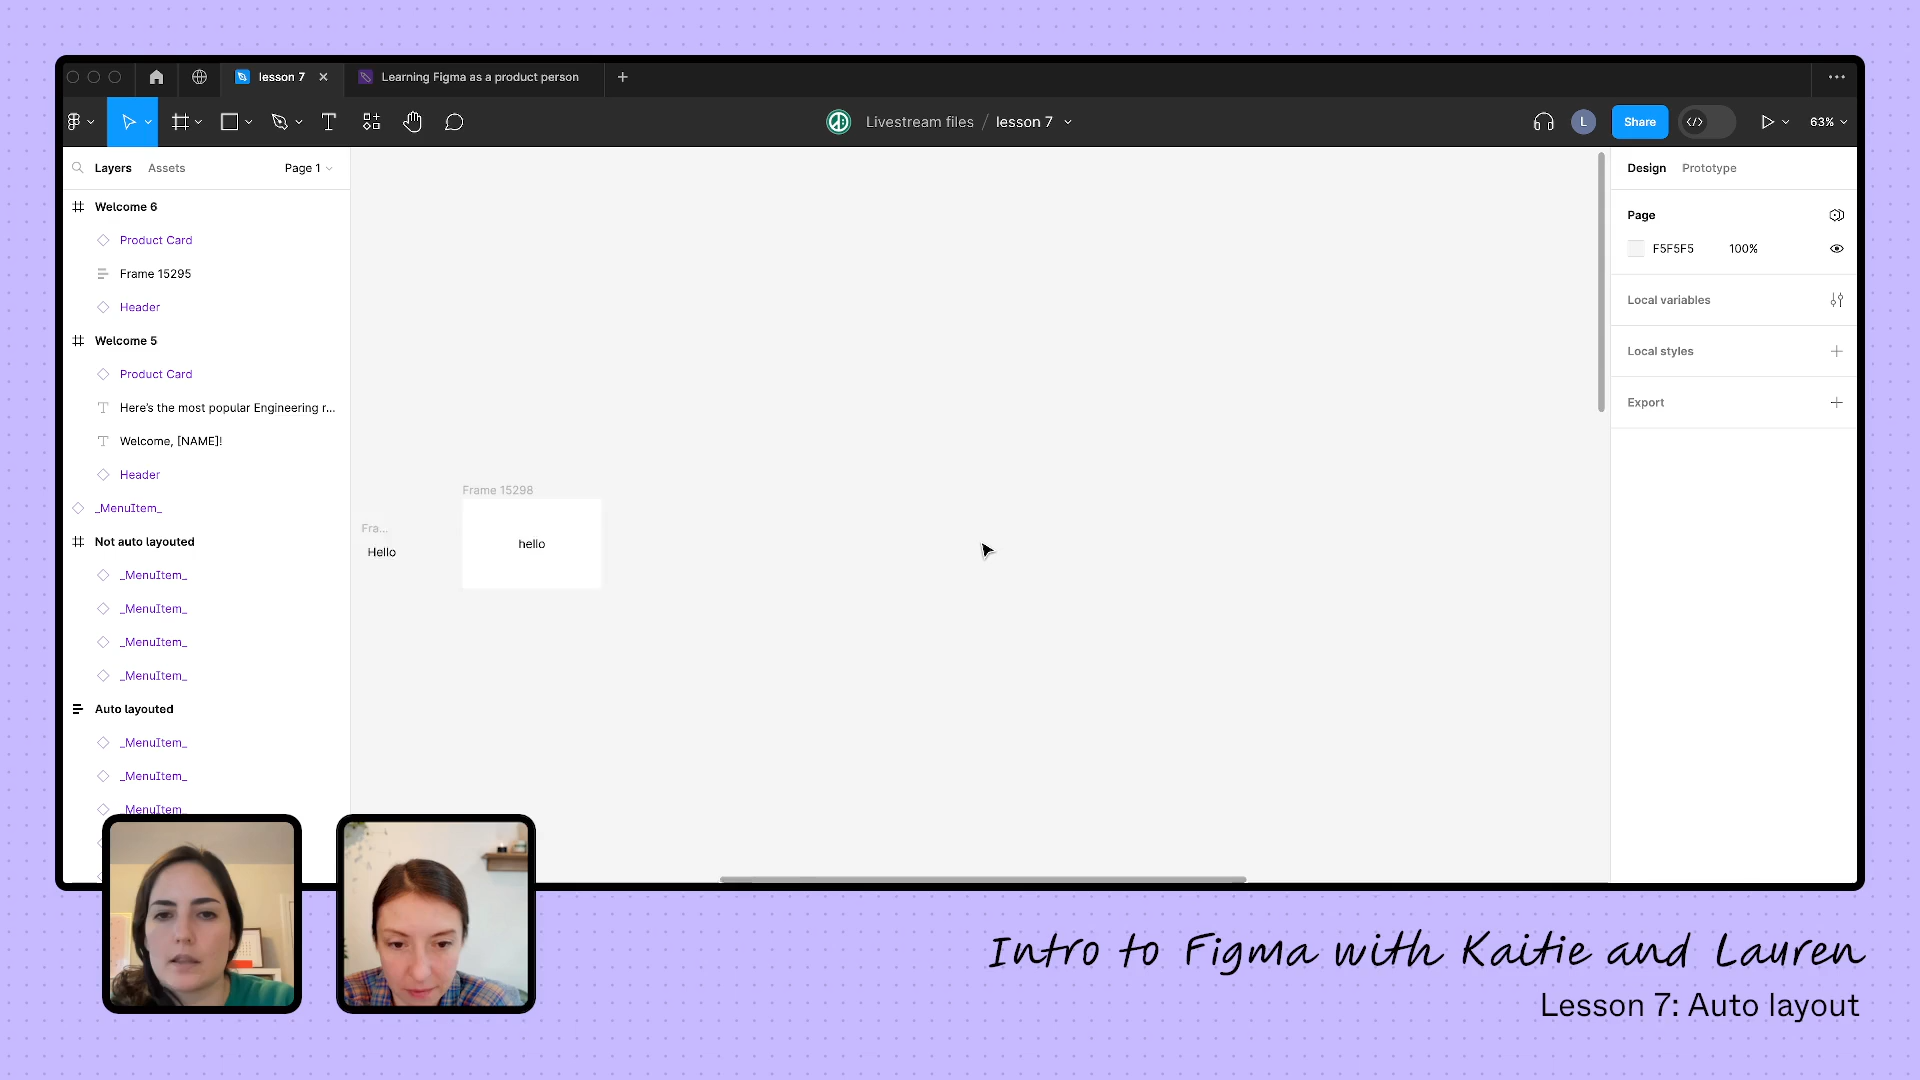 lesson 7
Learning Figma as a product person
Livestream files / lesson 7
L
Share
63%
Layers
Assets
Page 1
Welcome 6
Product Card
Frame 15295
Header
Welcome 5
Product Card
Here's the most popular Engineering r...
Welcome, [NAME]!
Header
_MenuItem_
Not auto layouted
_MenuItem_
_MenuItem_
_MenuItem_
_MenuItem_
Auto layouted
_MenuItem_
_MenuItem_
_MenuItem_
Fra...
Hello
Frame 15298
hello
Design
Prototype
Page
F5F5F5
100%
Local variables
Local styles
Export
Intro to Figma with Kaitie and Lauren
Lesson 7: Auto layout